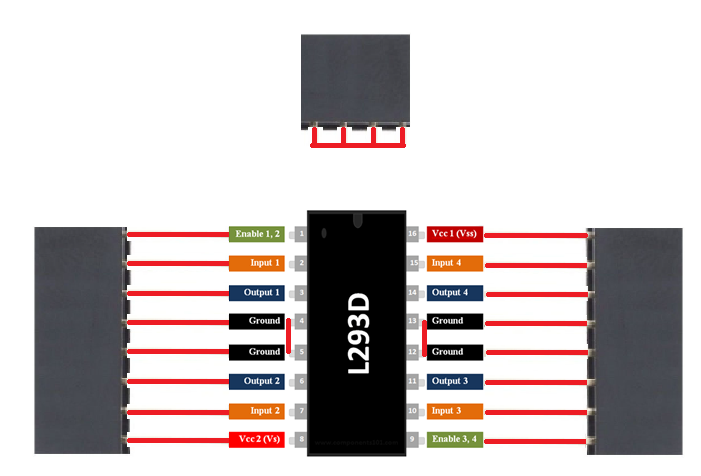 Enable 1, 2
1
16
Vcc 1 (Vss)
Input 1
2
15
Input 4
Output 1
3
14
Output 4
Ground
4
13
Ground
L293D
Ground
5
12
Ground
Output 2
6
11
Output 3
Input 2
7
10
Input 3
Vcc 2 (Vs)
8
9
Enable 3, 4